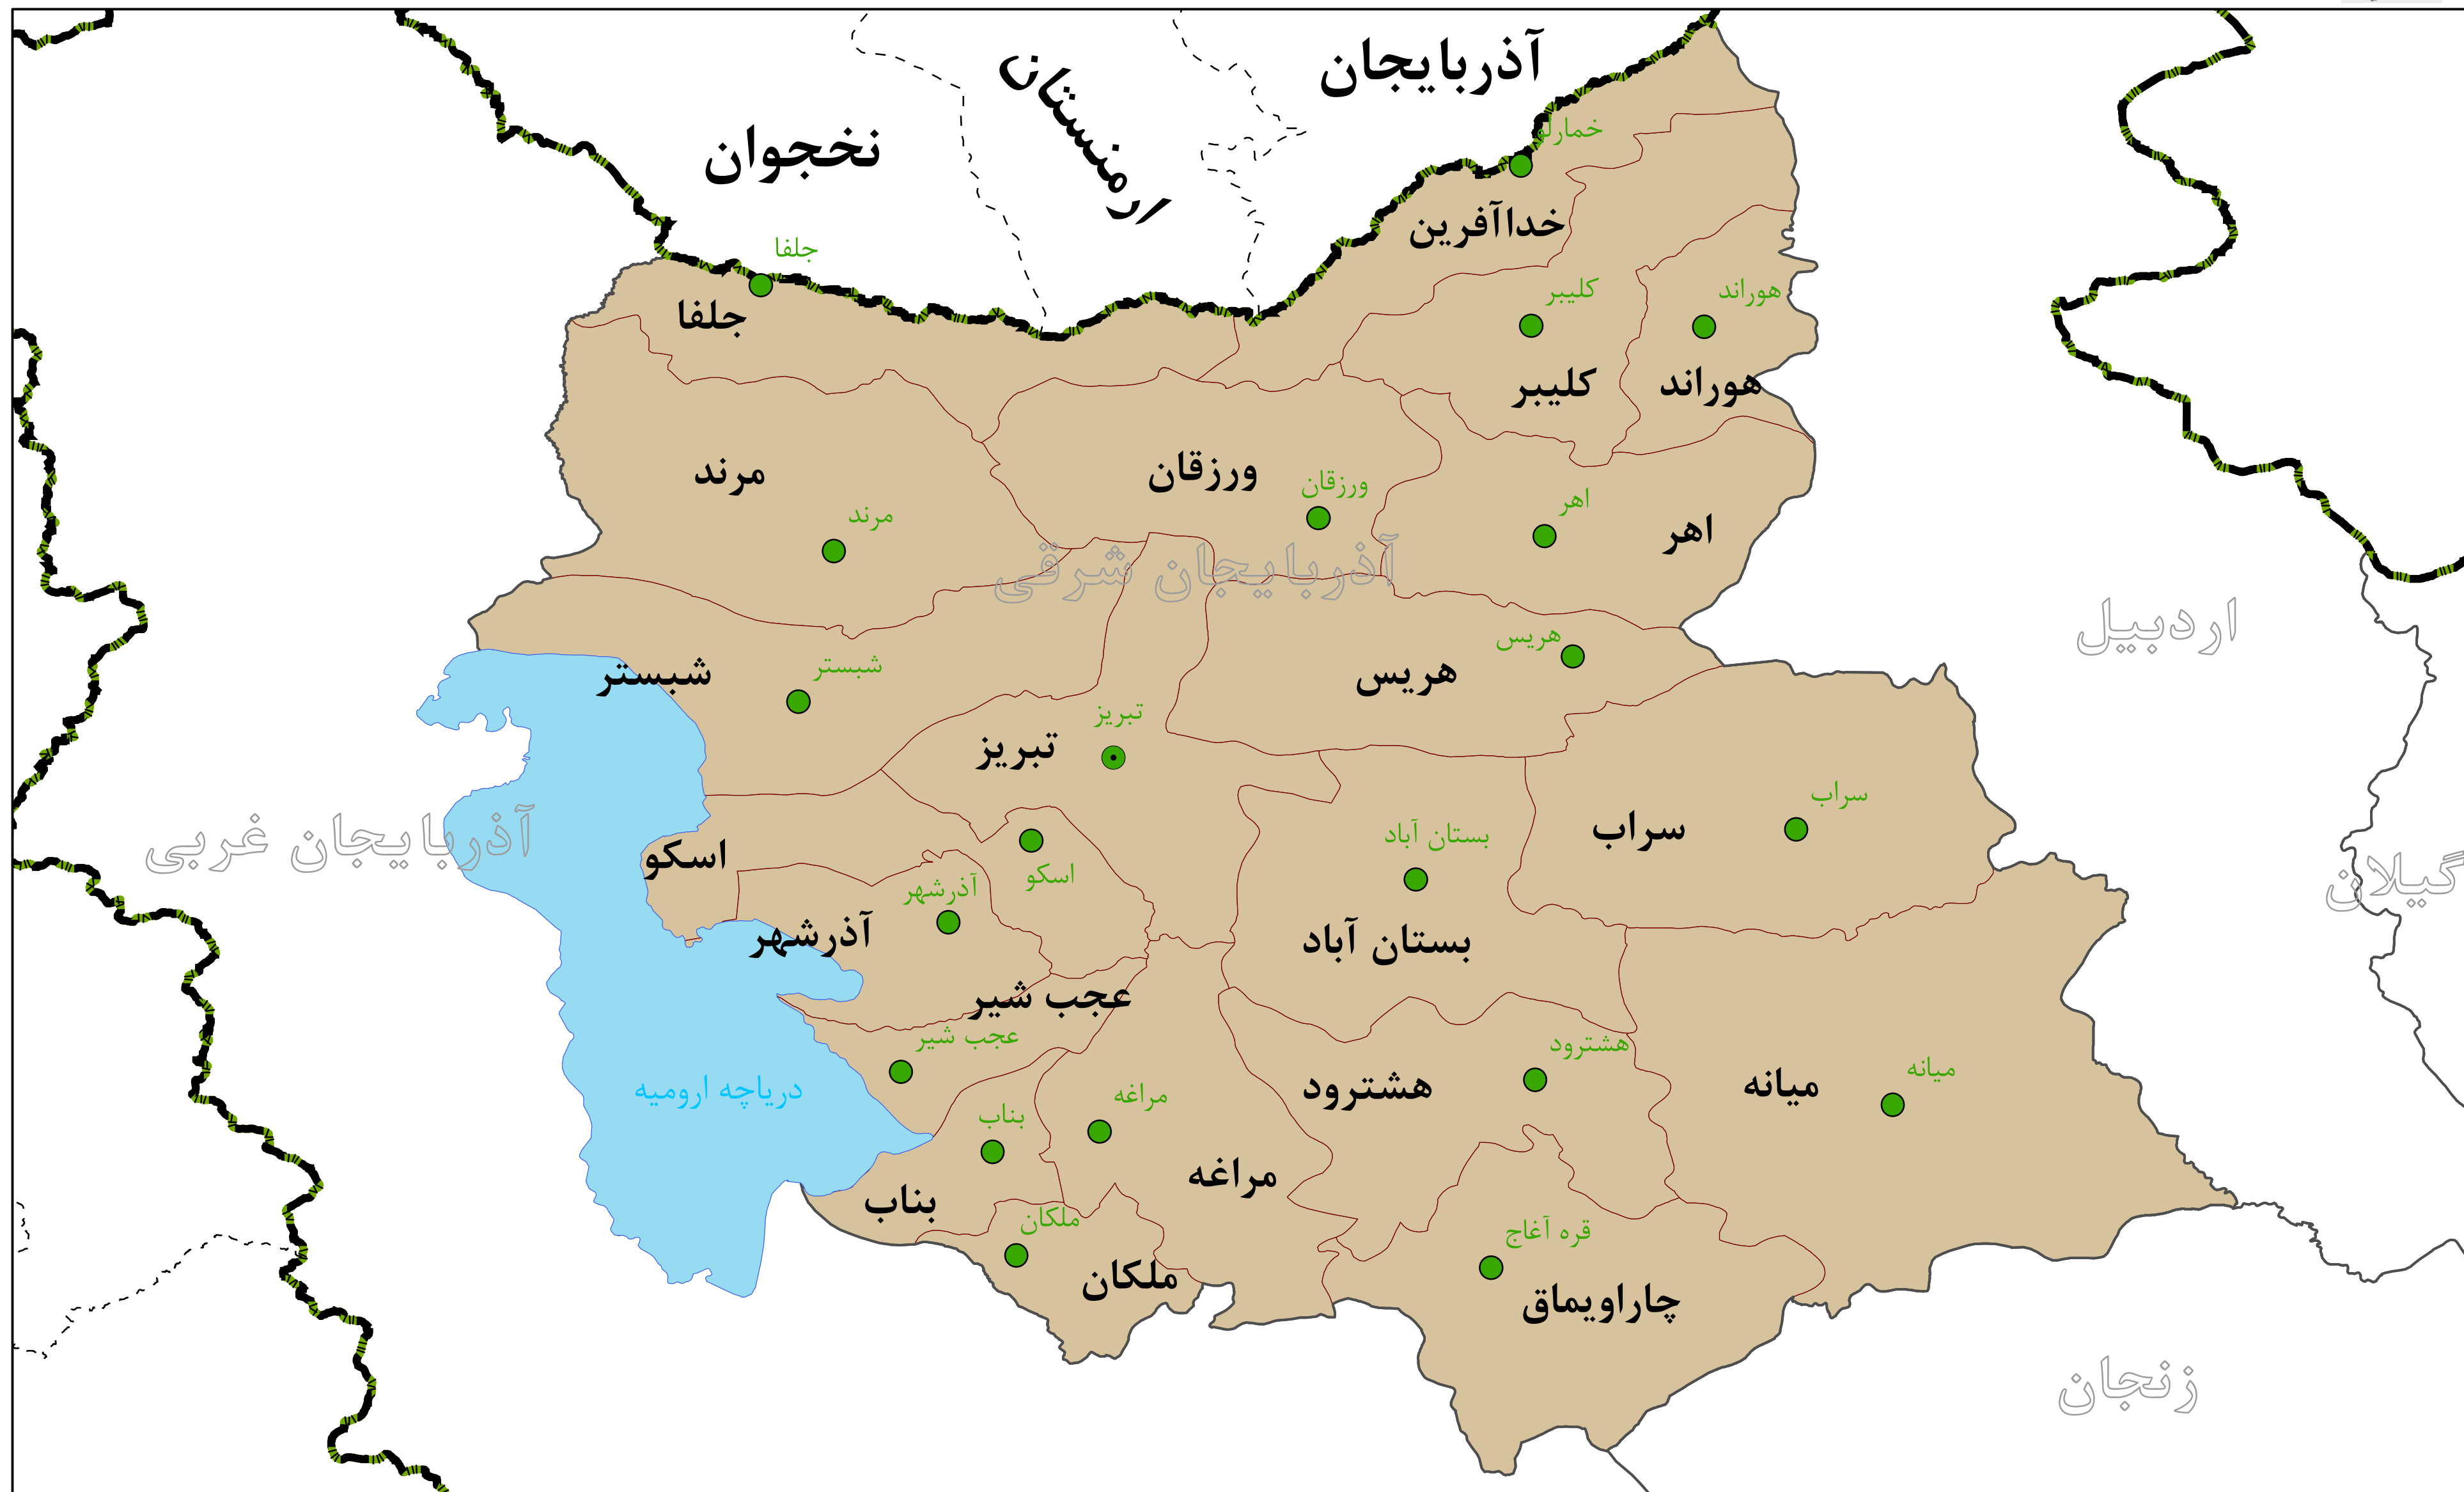 آذربایجان
ارمنستان
نخجوان
خمارلو
خداآفرین
جلفا
جلفا
کلیبر
هوراند
کلیبر
هوراند
ورزقان
مرند
ورزقان
اهر
مرند
اهر
آذربایجان شرقی
اردبیل
هریس
شبستر
شبستر
هریس
تبریز
تبریز
سراب
سراب
بستان آباد
آذربایجان غربی
اسکو
اسکو
گیلان
آذرشهر
آذرشهر
بستان آباد
عجب شیر
عجب شیر
هشترود
میانه
هشترود
میانه
دریاچه ارومیه
مراغه
بناب
مراغه
بناب
ملکان
قره آغاج
ملکان
چاراویماق
زنجان